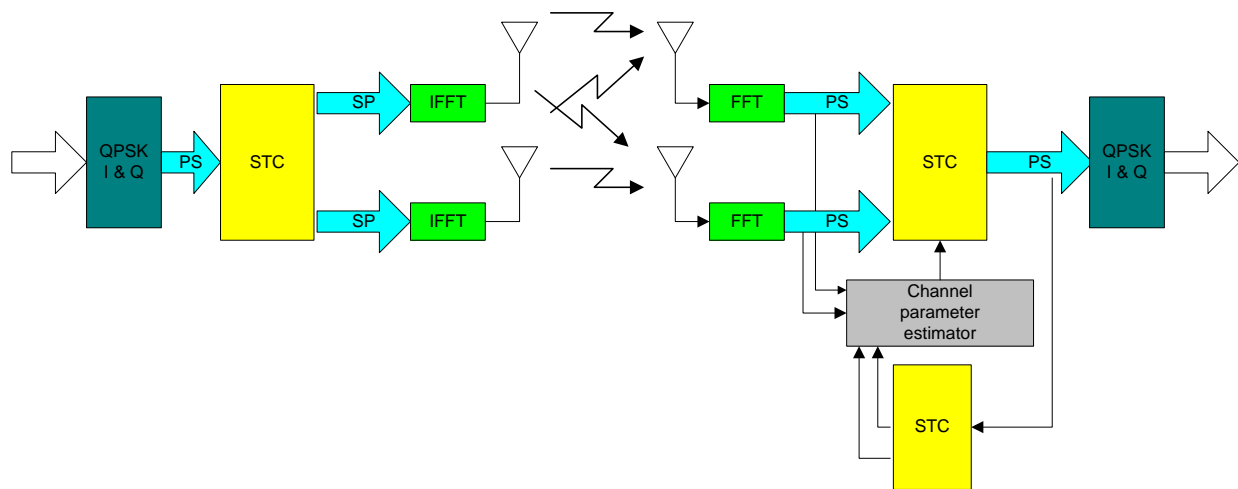 QPSK
I & Q
PS
STC
SP
IFFT
SP
IFFT
FFT
PS
FFT
PS
STC
PS
QPSK
I & Q
Channel
parameter
estimator
STC